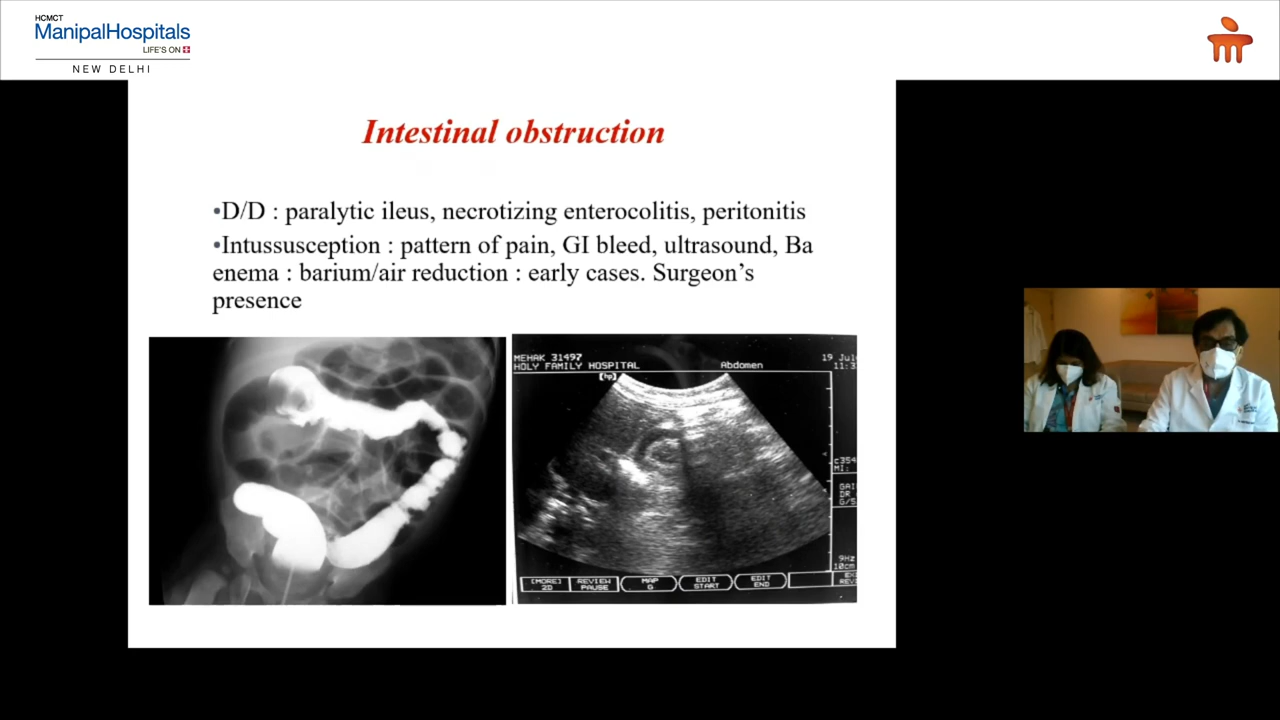 HCMCT
ManipalHospitals
LIFE'S ON
NEW DELHI
Intestinal obstruction
•D/D : paralytic ileus, necrotizing enterocolitis, peritonitis
•Intussusception : pattern of pain, GI bleed, ultrasound, Ba
enema : barium/air reduction : early cases. Surgeon's
presence
MEHAK 31497
HOLY FAMILY HOSPITAL
Abdomen
19 Jul
11:3
[hp]
c354
MI:
GAI
DR
G/S
9Hz
10cm
[MORE]
2D
REVIEW
PAUSE
MAP
G
EDIT
START
EDIT
END
REV